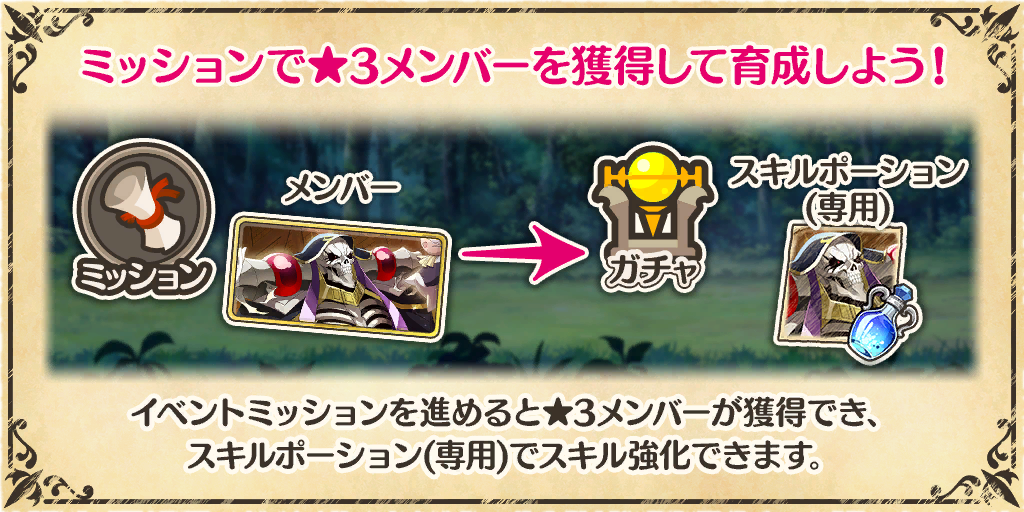 ミッションで★3メンバーを獲得して育成しよう!
メンバー
スキルポーション
(専用)
ミッション
ガチャ
イベントミッションを進めると★3メンバーが獲得でき、
スキルポーション(専用)でスキル強化できます。